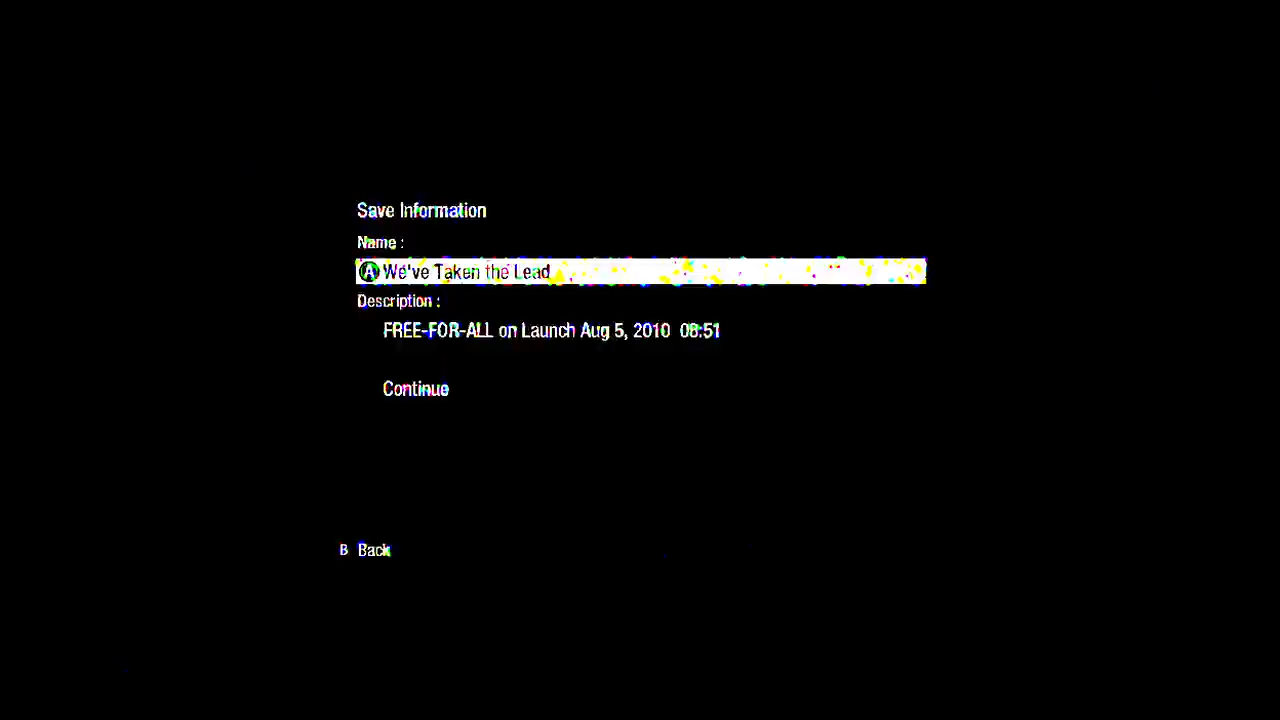 Save Information
Name :
A We've Taken the Lead
Description :
FREE-FOR-ALL on Launch Aug 5, 2010 08:51
Continue
B Back